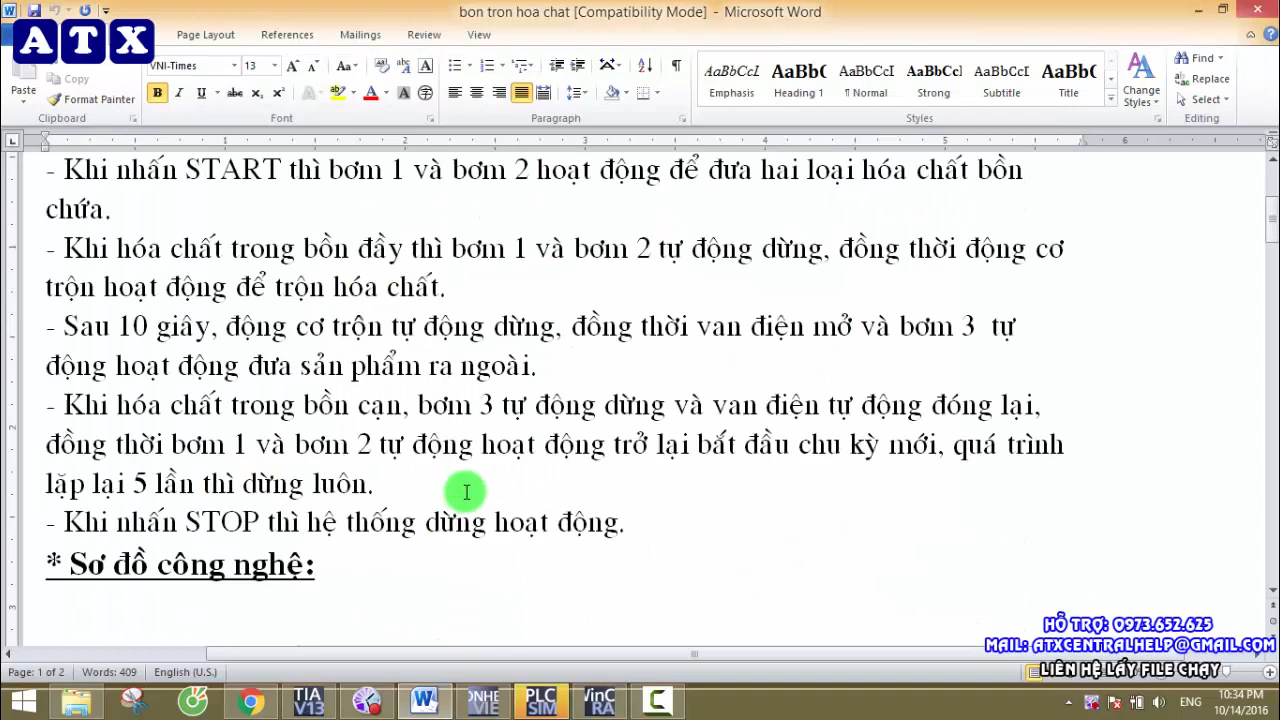 bon tron hoa chat [Compatibility Mode] - Microsoft Word
ATX
Page Layout References Mailings Review View
Paste Copy Format Painter
VNI-Times 13
AaBbCcI AaBb( AaBbCcI AaBbCcl AaBbCcI AaBb(
Emphasis Heading 1 ¶ Normal Strong Subtitle Title
Change Styles
Find Replace Select
Clipboard Font Paragraph Styles Editing
- Khi nhấn START thì bơm 1 và bơm 2 hoạt động để đưa hai loại hóa chất bồn
chứa.
- Khi hóa chất trong bồn đầy thì bơm 1 và bơm 2 tự động dừng, đồng thời động cơ
trộn hoạt động để trộn hóa chất.
- Sau 10 giây, động cơ trộn tự động dừng, đồng thời van điện mở và bơm 3 tự
động hoạt động đưa sản phẩm ra ngoài.
- Khi hóa chất trong bồn cạn, bơm 3 tự động dừng và van điện tự động đóng lại,
đồng thời bơm 1 và bơm 2 tự động hoạt động trở lại bắt đầu chu kỳ mới, quá trình
lặp lại 5 lần thì dừng luôn.
- Khi nhấn STOP thì hệ thống dừng hoạt động.
* Sơ đồ công nghệ:
HỖ TRỢ: 0973.652.625
MAIL: ATXCENTRALHELP@GMAIL.COM
LIÊN HỆ LẤY FILE CHẠY
Page: 1 of 2 Words: 409 English (U.S.)
TIA V13 PLC SIM
ENG 10:34 PM
10/14/2016